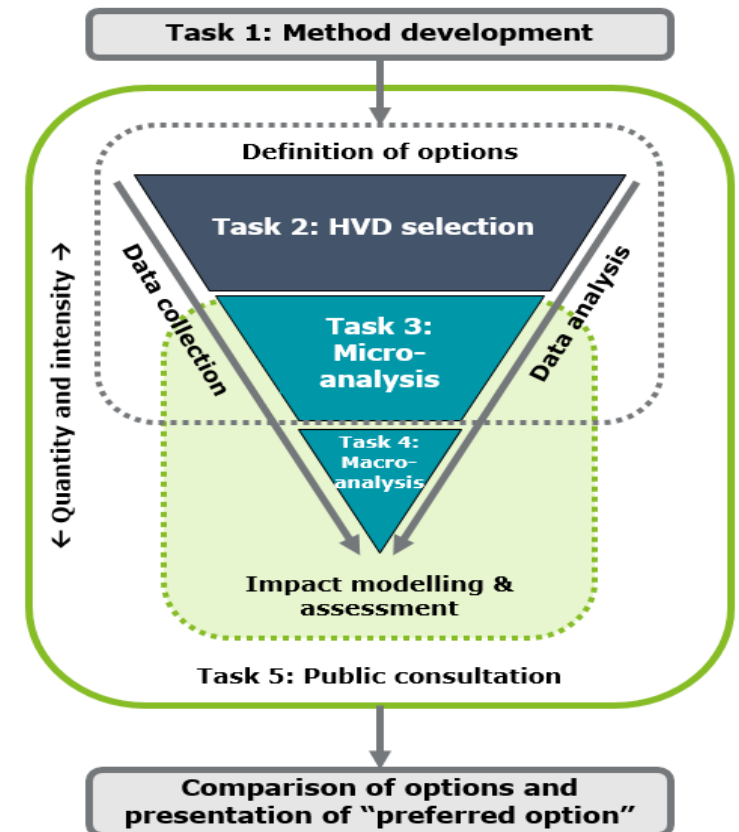 Task 1: Method development
Definition of options
Task 2: HVD selection
Data collection
Data analysis
← Quantity and intensity →
Task 3:
Micro-
analysis
Task 4:
Macro-
analysis
Impact modelling &
assessment
Task 5: Public consultation
Comparison of options and
presentation of “preferred option”